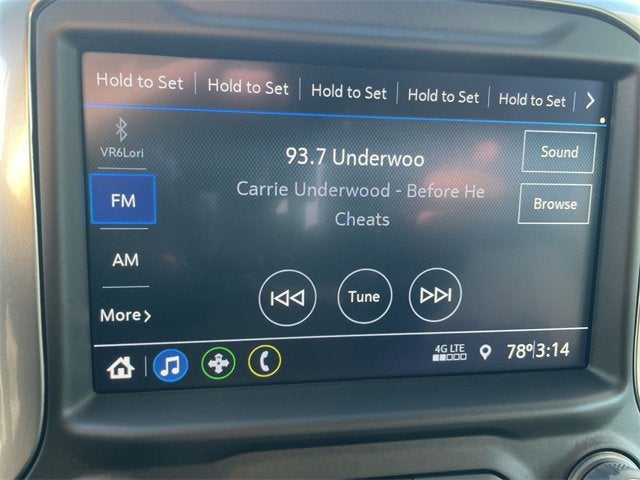 Hold to Set Hold to Set Hold to Set Hold to Set Hold to Set
VR6Lori
93.7 Underwoo
Sound
Carrie Underwood - Before He
Cheats
FM
Browse
AM
Tune
More
4G LTE
78° 3:14